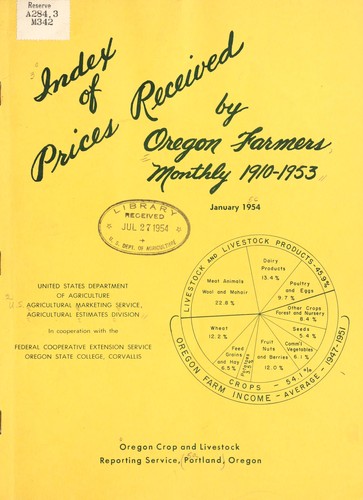 Reserve
A284.3
M342
Index
of
Prices Received
by
Oregon Farmers
Monthly 1910-1953
January 1954
LIBRARY
RECEIVED
JUL 27 1954
U. S. DEPT. OF AGRICULTURE
UNITED STATES DEPARTMENT
OF AGRICULTURE
AGRICULTURAL MARKETING SERVICE,
AGRICULTURAL ESTIMATES DIVISION
In cooperation with the
FEDERAL COOPERATIVE EXTENSION SERVICE
OREGON STATE COLLEGE, CORVALLIS
LIVESTOCK AND LIVESTOCK PRODUCTS-45.9%
Dairy
Products
13.4 %
Meat Animals
Wool and Mohair
22.8 %
Poultry
and Eggs
9.7 %
Other Crops
Forest and Nursery
8.4 %
Seeds
5.4 %
Wheat
12.2 %
Feed
Grains
and Hay
6.5 %
Fruit
Nuts
and Berries
12.0 %
Com'l
Vegetables
6.1 %
CROPS - 54.1 %
OREGON FARM INCOME - AVERAGE - 1947-1951
Oregon Crop and Livestock
Reporting Service, Portland, Oregon